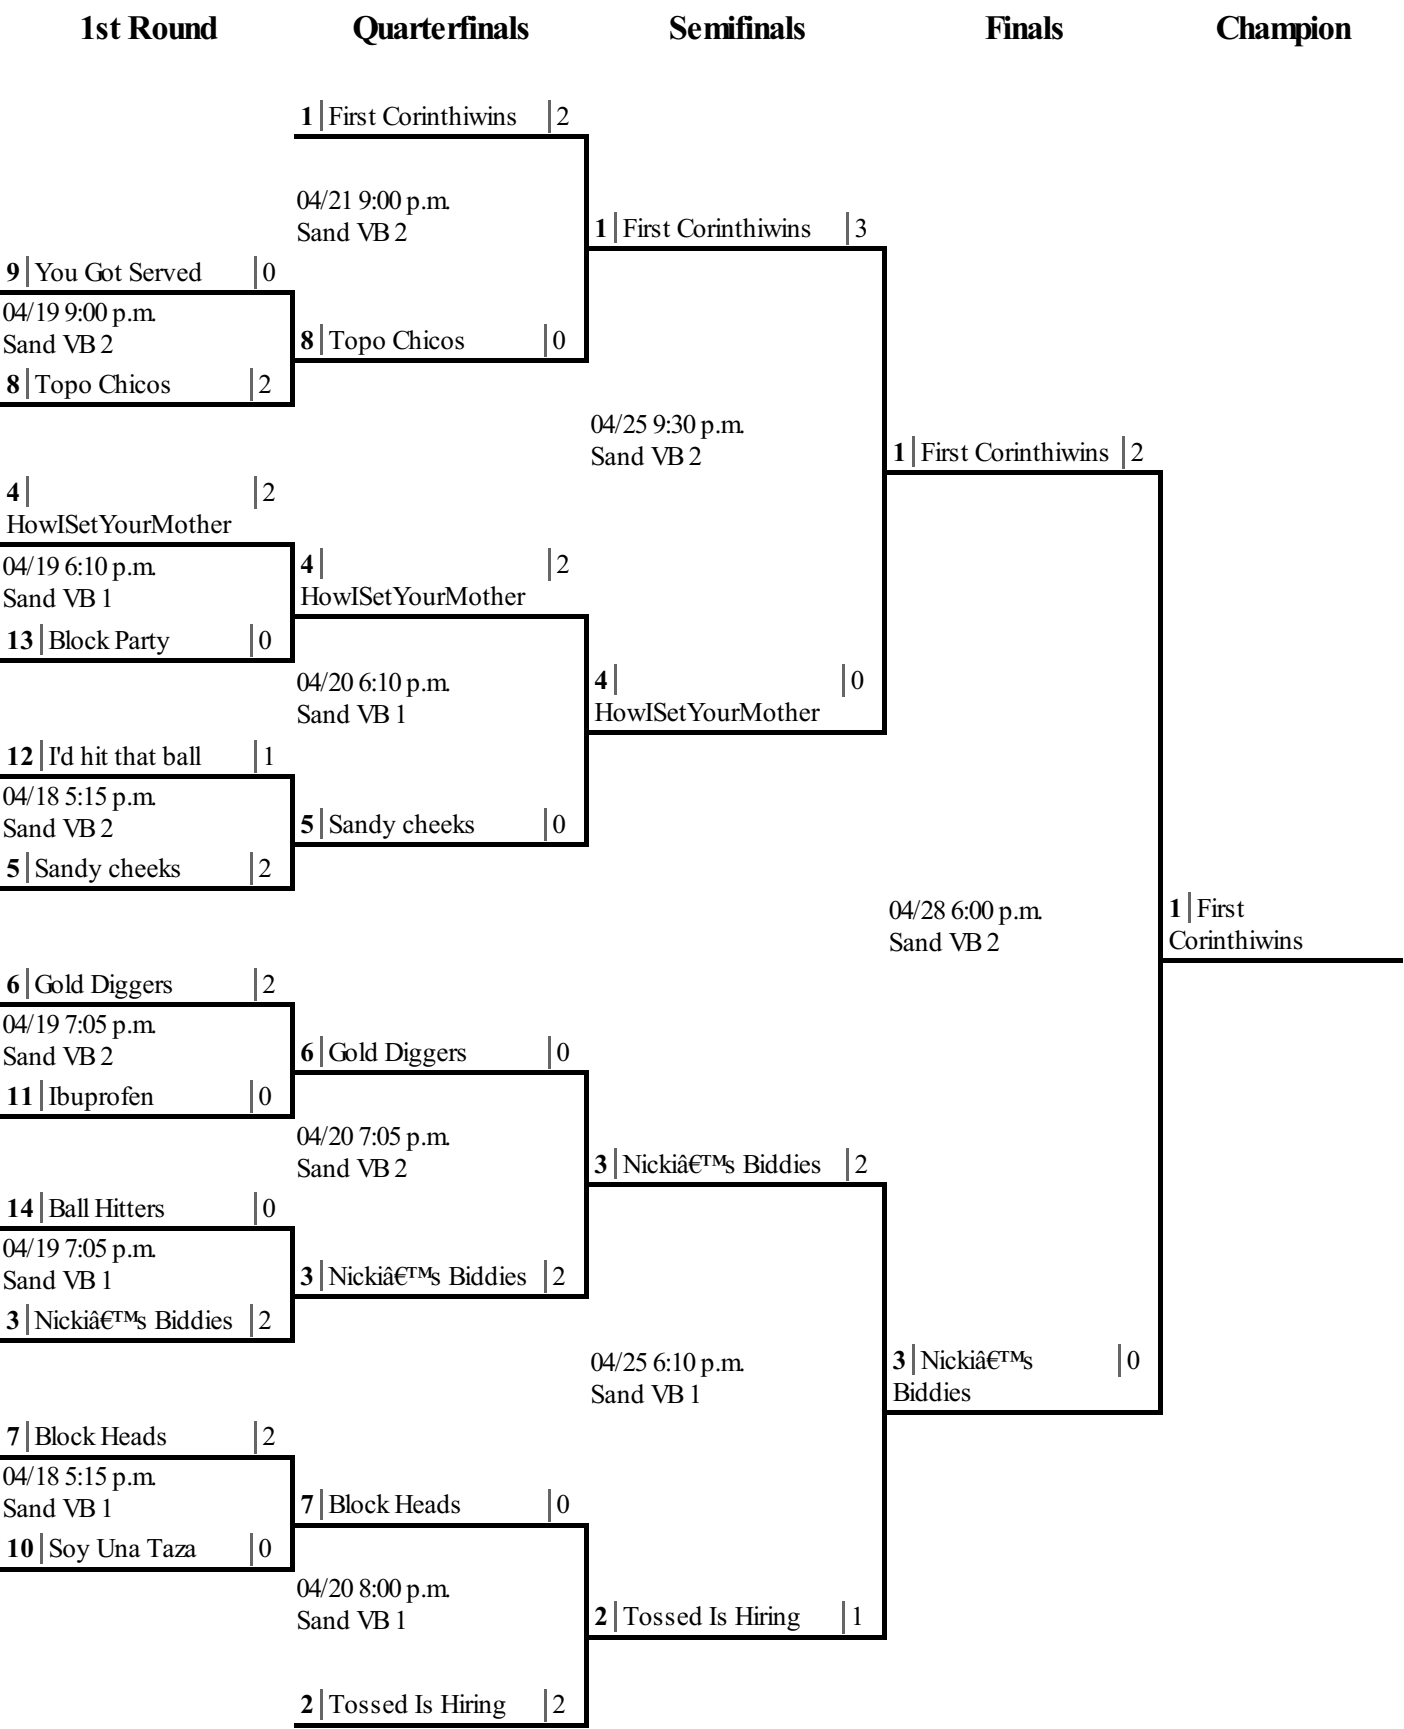 1st Round Quarterfinals Semifinals Finals Champion
1 First Corinthiwins 2
04/21 9:00 p.m.
Sand VB 2
1 First Corinthiwins 3
9 You Got Served 0
04/19 9:00 p.m.
Sand VB 2
8 Topo Chicos 0
8 Topo Chicos 2
04/25 9:30 p.m.
Sand VB 2
1 First Corinthiwins 2
4 2
HowISetYourMother
04/19 6:10 p.m.
Sand VB 1
4 2
HowISetYourMother
13 Block Party 0
04/20 6:10 p.m.
Sand VB 1
4 0
HowISetYourMother
12 I'd hit that ball 1
04/18 5:15 p.m.
Sand VB 2
5 Sandy cheeks 0
5 Sandy cheeks 2
04/28 6:00 p.m.
Sand VB 2
1 First
Corinthiwins
6 Gold Diggers 2
04/19 7:05 p.m.
Sand VB 2
6 Gold Diggers 0
11 Ibuprofen 0
04/20 7:05 p.m.
Sand VB 2
3 Nickiâ€™s Biddies 2
14 Ball Hitters 0
04/19 7:05 p.m.
Sand VB 1
3 Nickiâ€™s Biddies 2
3 Nickiâ€™s Biddies 2
04/25 6:10 p.m.
Sand VB 1
3 Nickiâ€™s 0
Biddies
7 Block Heads 2
04/18 5:15 p.m.
Sand VB 1
7 Block Heads 0
10 Soy Una Taza 0
04/20 8:00 p.m.
Sand VB 1
2 Tossed Is Hiring 1
2 Tossed Is Hiring 2